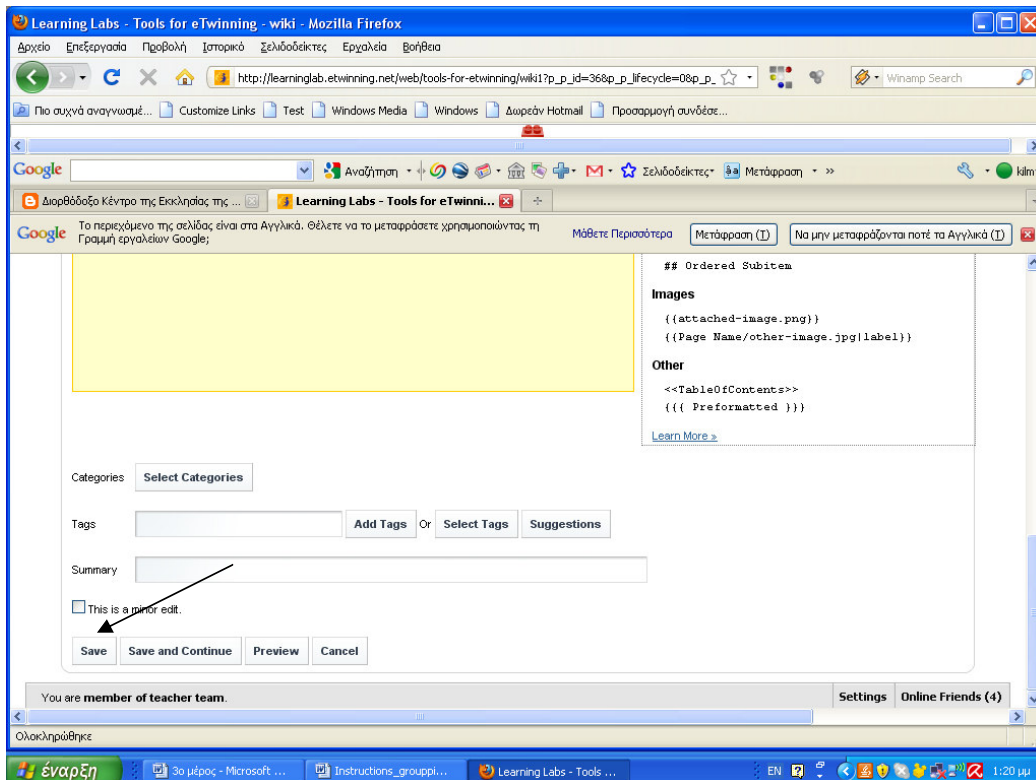 Learning Labs - Tools for eTwinning - wiki - Mozilla Firefox
Αρχείο Επεξεργασία Προβολή Ιστορικό Σελιδοδείκτες Εργαλεία Βοήθεια
http://learninglab.etwinning.net/web/tools-for-etwinning/wiki1?p_p_id=36&p_p_lifecycle=0&p_p_
Winamp Search
Πιο συχνά αναγνωσμέ... Customize Links Test Windows Media Windows Δωρεάν Hotmail Προσαρμογή συνδέσε...
Google Αναζήτηση Σελιδοδείκτες Μετάφραση » kilm
Διορθόδοξο Κέντρο της Εκκλησίας της ... Learning Labs - Tools for eTwinni...
Google Το περιεχόμενο της σελίδας είναι στα Αγγλικά. Θέλετε να το μεταφράσετε χρησιμοποιώντας τη
Γραμμή εργαλείων Google; Μάθετε Περισσότερα Μετάφραση (Τ) Να μην μεταφράζονται ποτέ τα Αγγλικά (Τ)
## Ordered Subitem
Images
{{attached-image.png}}
{{Page Name/other-image.jpg|label}}
Other
<<TableOfContents>>
{{{ Preformatted }}}
Learn More »
Categories Select Categories
Tags Add Tags Or Select Tags Suggestions
Summary
This is a minor edit.
Save Save and Continue Preview Cancel
You are member of teacher team. Settings Online Friends (4)
Ολοκληρώθηκε
έναρξη 3ο μέρος - Microsoft ... Instructions_grouppi... Learning Labs - Tools ... EN 1:20 μμ